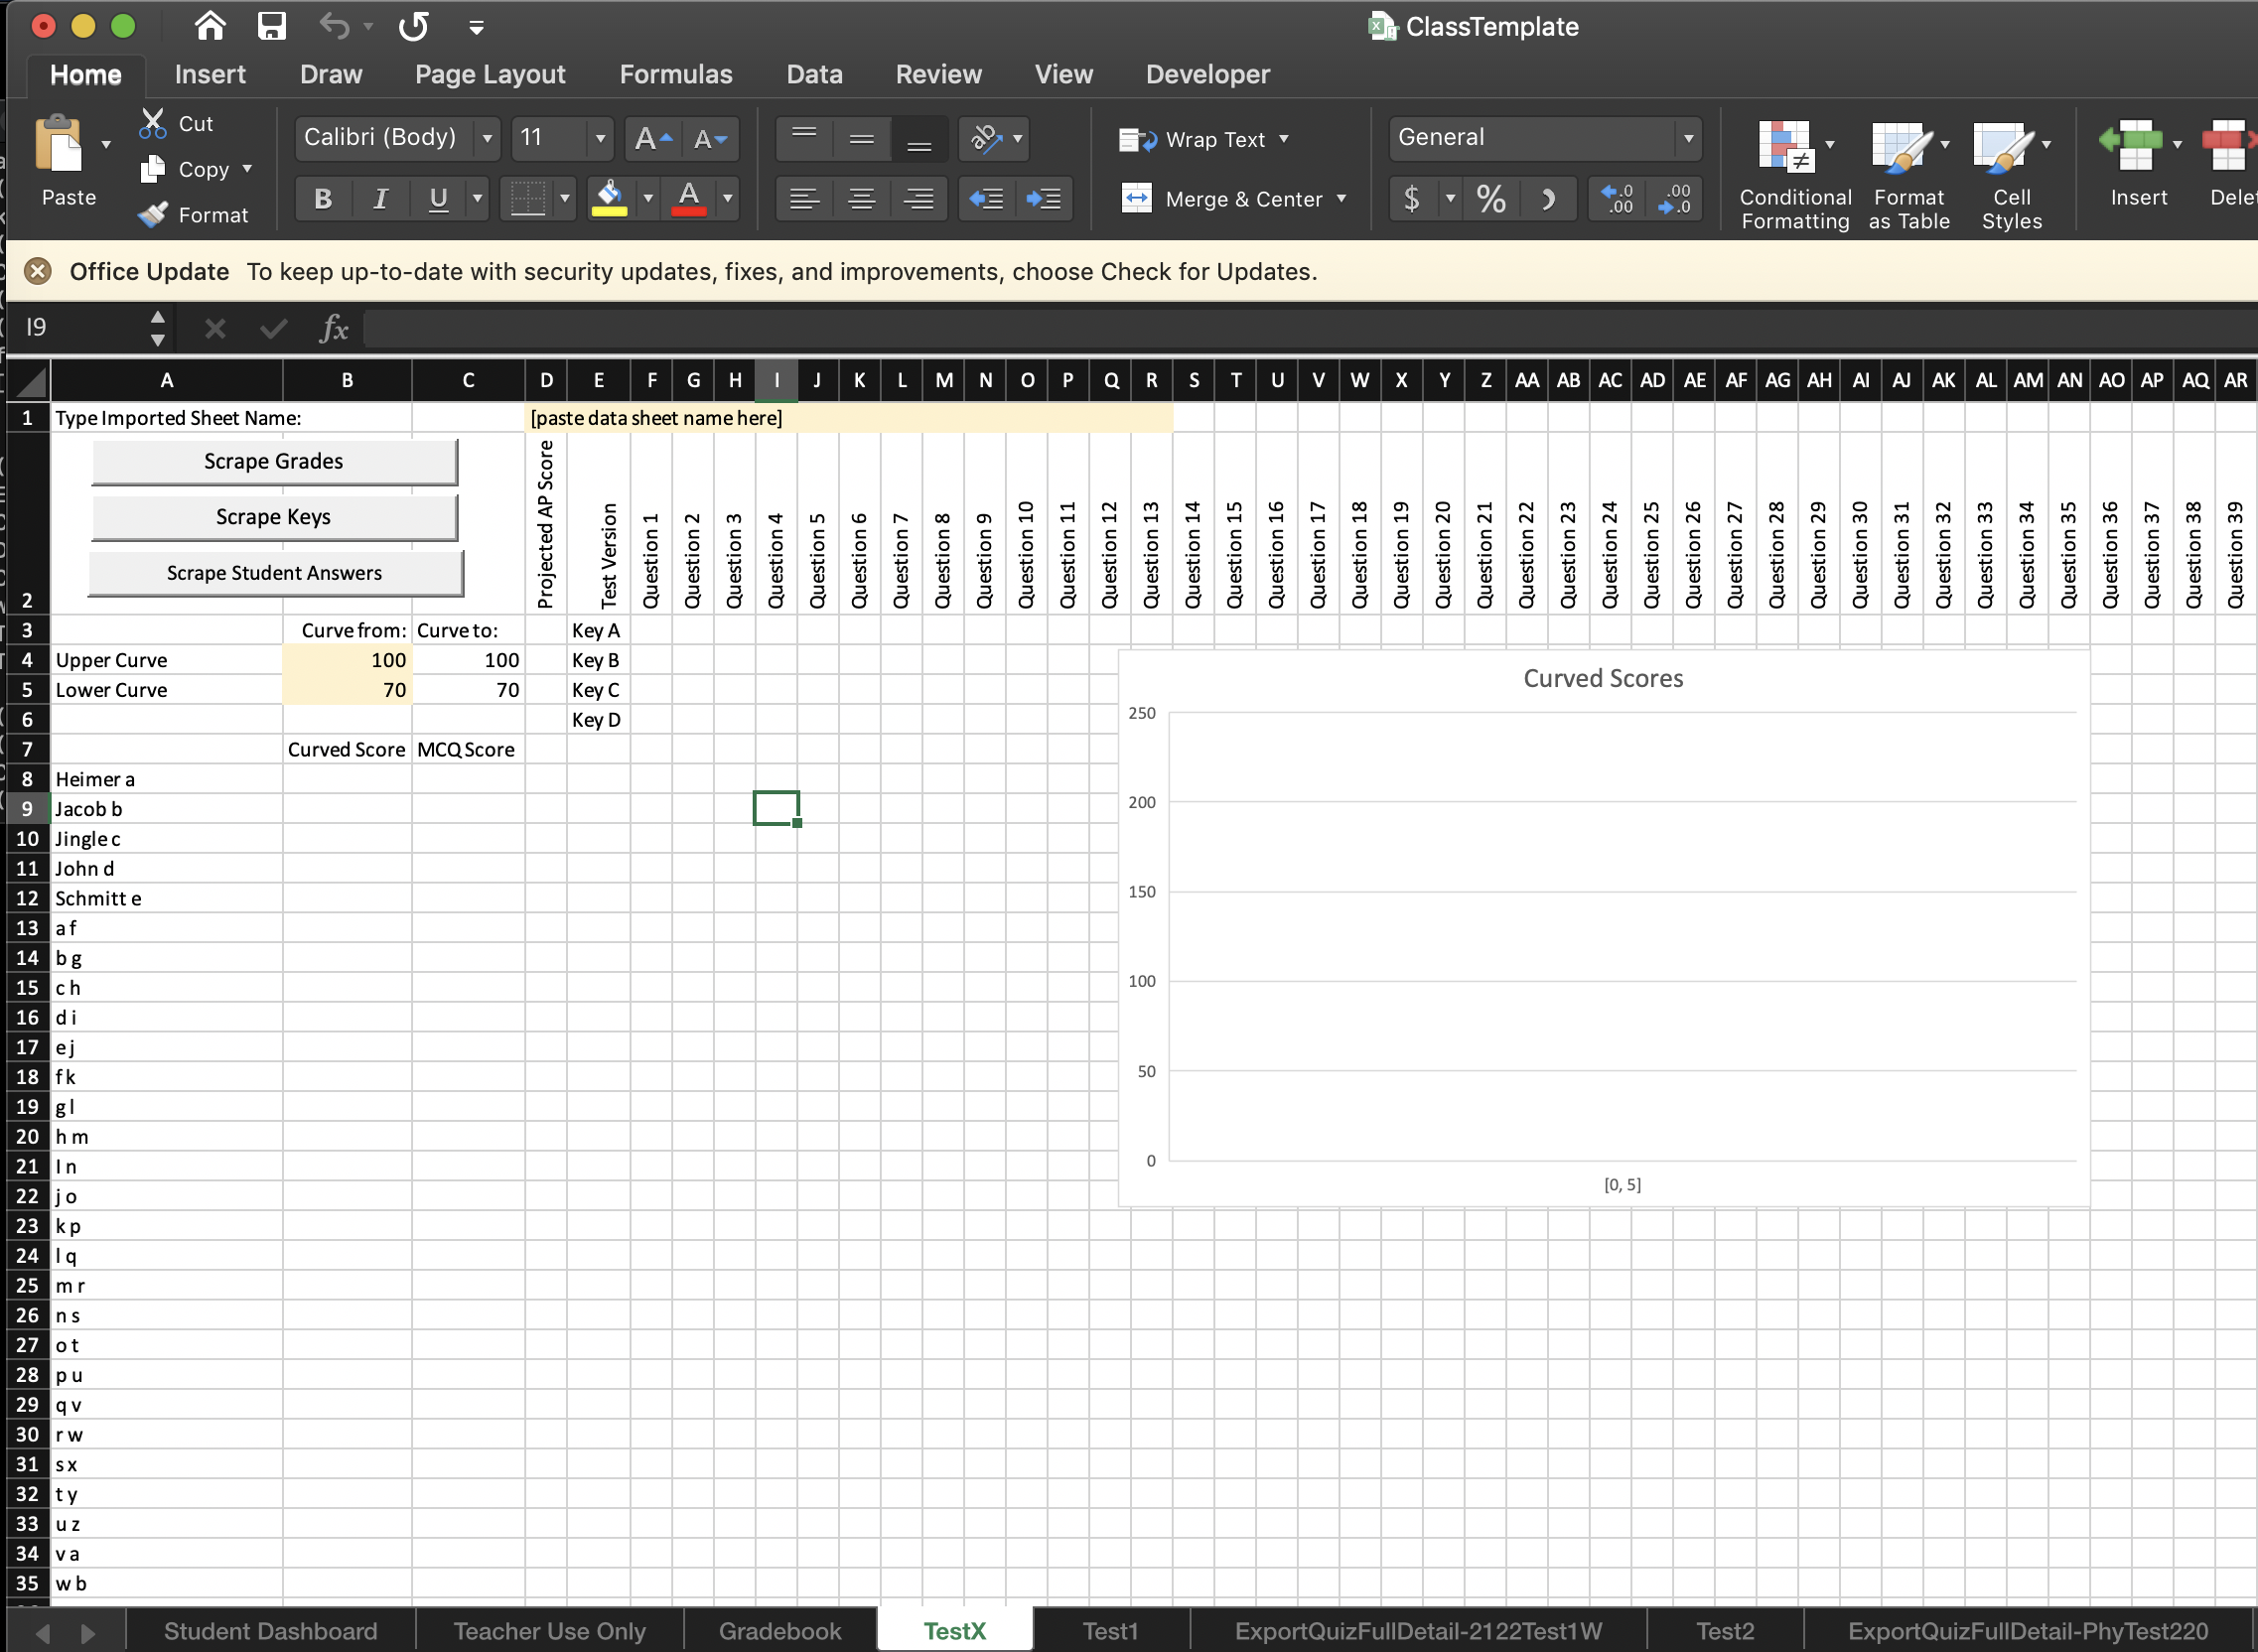 ClassTemplate
Home Insert Draw Page Layout Formulas Data Review View Developer
Paste
Cut
Copy
Format
Calibri (Body) 11
B I U
Wrap Text
Merge & Center
General
$ %
Conditional Formatting
Format as Table
Cell Styles
Insert
Office Update To keep up-to-date with security updates, fixes, and improvements, choose Check for Updates.
I9 fx
A B C D E F G H I J K L M N O P Q R S T U V W X Y Z AA AB AC AD AE AF AG AH AI AJ AK AL AM AN AO AP AQ AR
1 Type Imported Sheet Name: [paste data sheet name here]
Scrape Grades
Scrape Keys
Scrape Student Answers
2 Projected AP Score Test Version Question 1 Question 2 Question 3 Question 4 Question 5 Question 6 Question 7 Question 8 Question 9 Question 10 Question 11 Question 12 Question 13 Question 14 Question 15 Question 16 Question 17 Question 18 Question 19 Question 20 Question 21 Question 22 Question 23 Question 24 Question 25 Question 26 Question 27 Question 28 Question 29 Question 30 Question 31 Question 32 Question 33 Question 34 Question 35 Question 36 Question 37 Question 38 Question 39
3 Curve from: Curve to: Key A
4 Upper Curve 100 100 Key B
5 Lower Curve 70 70 Key C
6 Key D
7 Curved Score MCQ Score
8 Heimer a
9 Jacob b
10 Jingle c
11 John d
12 Schmitt e
13 a f
14 b g
15 c h
16 d i
17 e j
18 f k
19 g l
20 h m
21 I n
22 j o
23 k p
24 l q
25 m r
26 n s
27 o t
28 p u
29 q v
30 r w
31 s x
32 t y
33 u z
34 v a
35 w b
Curved Scores
250
200
150
100
50
0
[0, 5]
Student Dashboard Teacher Use Only Gradebook TestX Test1 ExportQuizFullDetail-2122Test1W Test2 ExportQuizFullDetail-PhyTest220